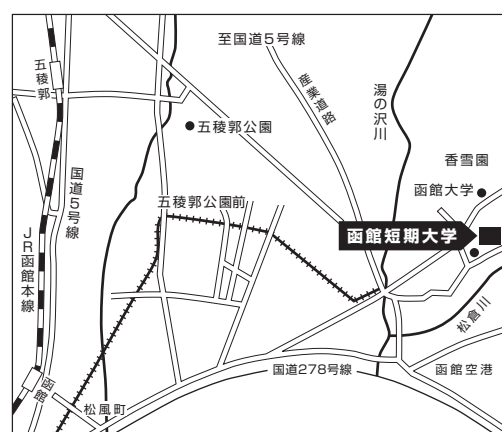 至国道5号線
五稜郭
産業道路
湯の沢川
五稜郭公園
香雪園
国道5号線
函館大学
五稜郭公園前
函館短期大学
JR函館本線
松倉川
国道278号線
函館空港
函館
松風町